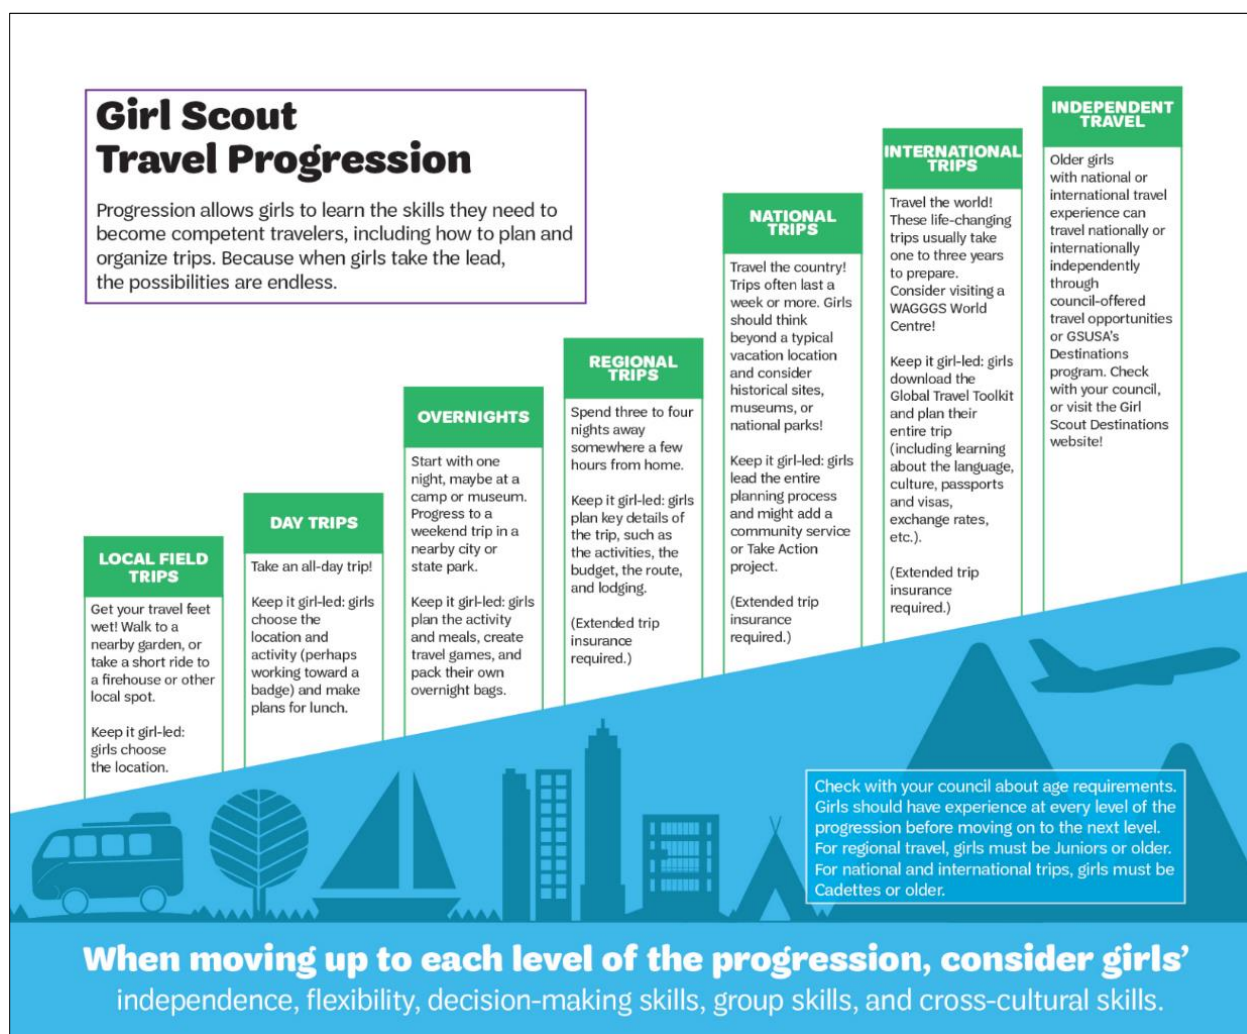 Girl Scout
Travel Progression
Progression allows girls to learn the skills they need to
become competent travelers, including how to plan and
organize trips. Because when girls take the lead,
the possibilities are endless.
LOCAL FIELD
TRIPS
Get your travel feet
wet! Walk to a
nearby garden, or
take a short ride to
a firehouse or other
local spot.
Keep it girl-led:
girls choose
the location.
DAY TRIPS
Take an all-day trip!
Keep it girl-led: girls
choose the
location and
activity (perhaps
working toward a
badge) and make
plans for lunch.
OVERNIGHTS
Start with one
night, maybe at a
camp or museum.
Progress to a
weekend trip in a
nearby city or
state park.
Keep it girl-led: girls
plan the activity
and meals, create
travel games, and
pack their own
overnight bags.
REGIONAL
TRIPS
Spend three to four
nights away
somewhere a few
hours from home.
Keep it girl-led: girls
plan key details of
the trip, such as
the activities, the
budget, the route,
and lodging.
(Extended trip
insurance
required.)
NATIONAL
TRIPS
Travel the country!
Trips often last a
week or more. Girls
should think
beyond a typical
vacation location
and consider
historical sites,
museums, or
national parks!
Keep it girl-led: girls
lead the entire
planning process
and might add a
community service
or Take Action
project.
(Extended trip
insurance
required.)
INTERNATIONAL
TRIPS
Travel the world!
These life-changing
trips usually take
one to three years
to prepare.
Consider visiting a
WAGGGS World
Centre!
Keep it girl-led: girls
download the
Global Travel Toolkit
and plan their
entire trip
(including learning
about the language,
culture, passports
and visas,
exchange rates,
etc.).
(Extended trip
insurance
required.)
INDEPENDENT
TRAVEL
Older girls
with national or
international travel
experience can
travel nationally or
internationally
independently
through
council-offered
travel opportunities
or GSUSA's
Destinations
program. Check
with your council,
or visit the Girl
Scout Destinations
website!
Check with your council about age requirements.
Girls should have experience at every level of the
progression before moving on to the next level.
For regional travel, girls must be Juniors or older.
For national and international trips, girls must be
Cadettes or older.
When moving up to each level of the progression, consider girls'
independence, flexibility, decision-making skills, group skills, and cross-cultural skills.